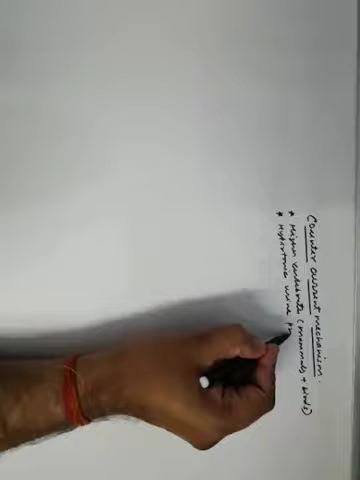 Counter current mechanism.
* Higher vertebrates (mammals + birds)
* Hypertonic urine